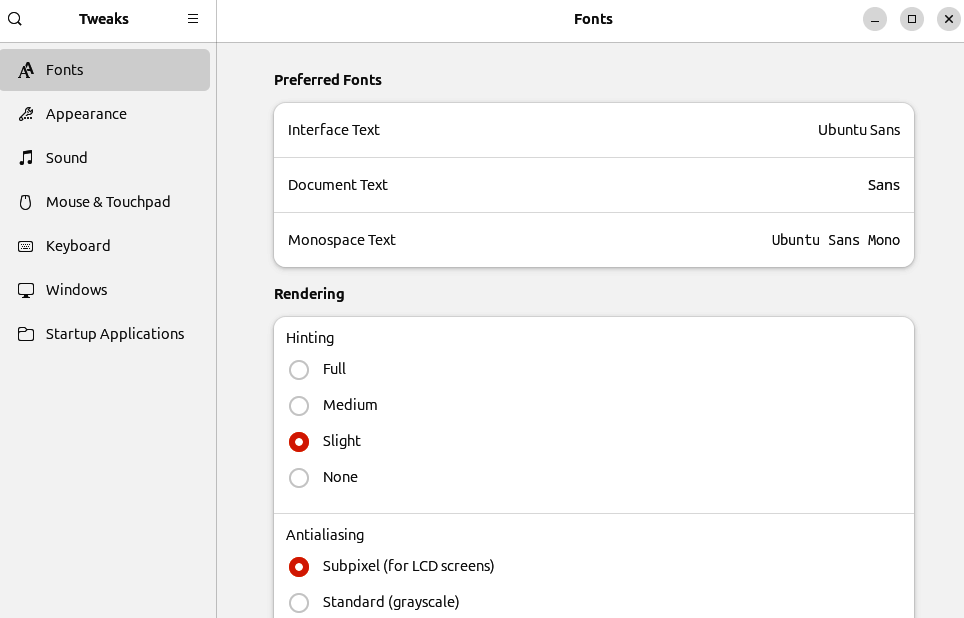 Tweaks
Fonts
Fonts
Appearance
Sound
Mouse & Touchpad
Keyboard
Windows
Startup Applications
Preferred Fonts
Interface Text Ubuntu Sans
Document Text Sans
Monospace Text Ubuntu Sans Mono
Rendering
Hinting
Full
Medium
Slight
None
Antialiasing
Subpixel (for LCD screens)
Standard (grayscale)